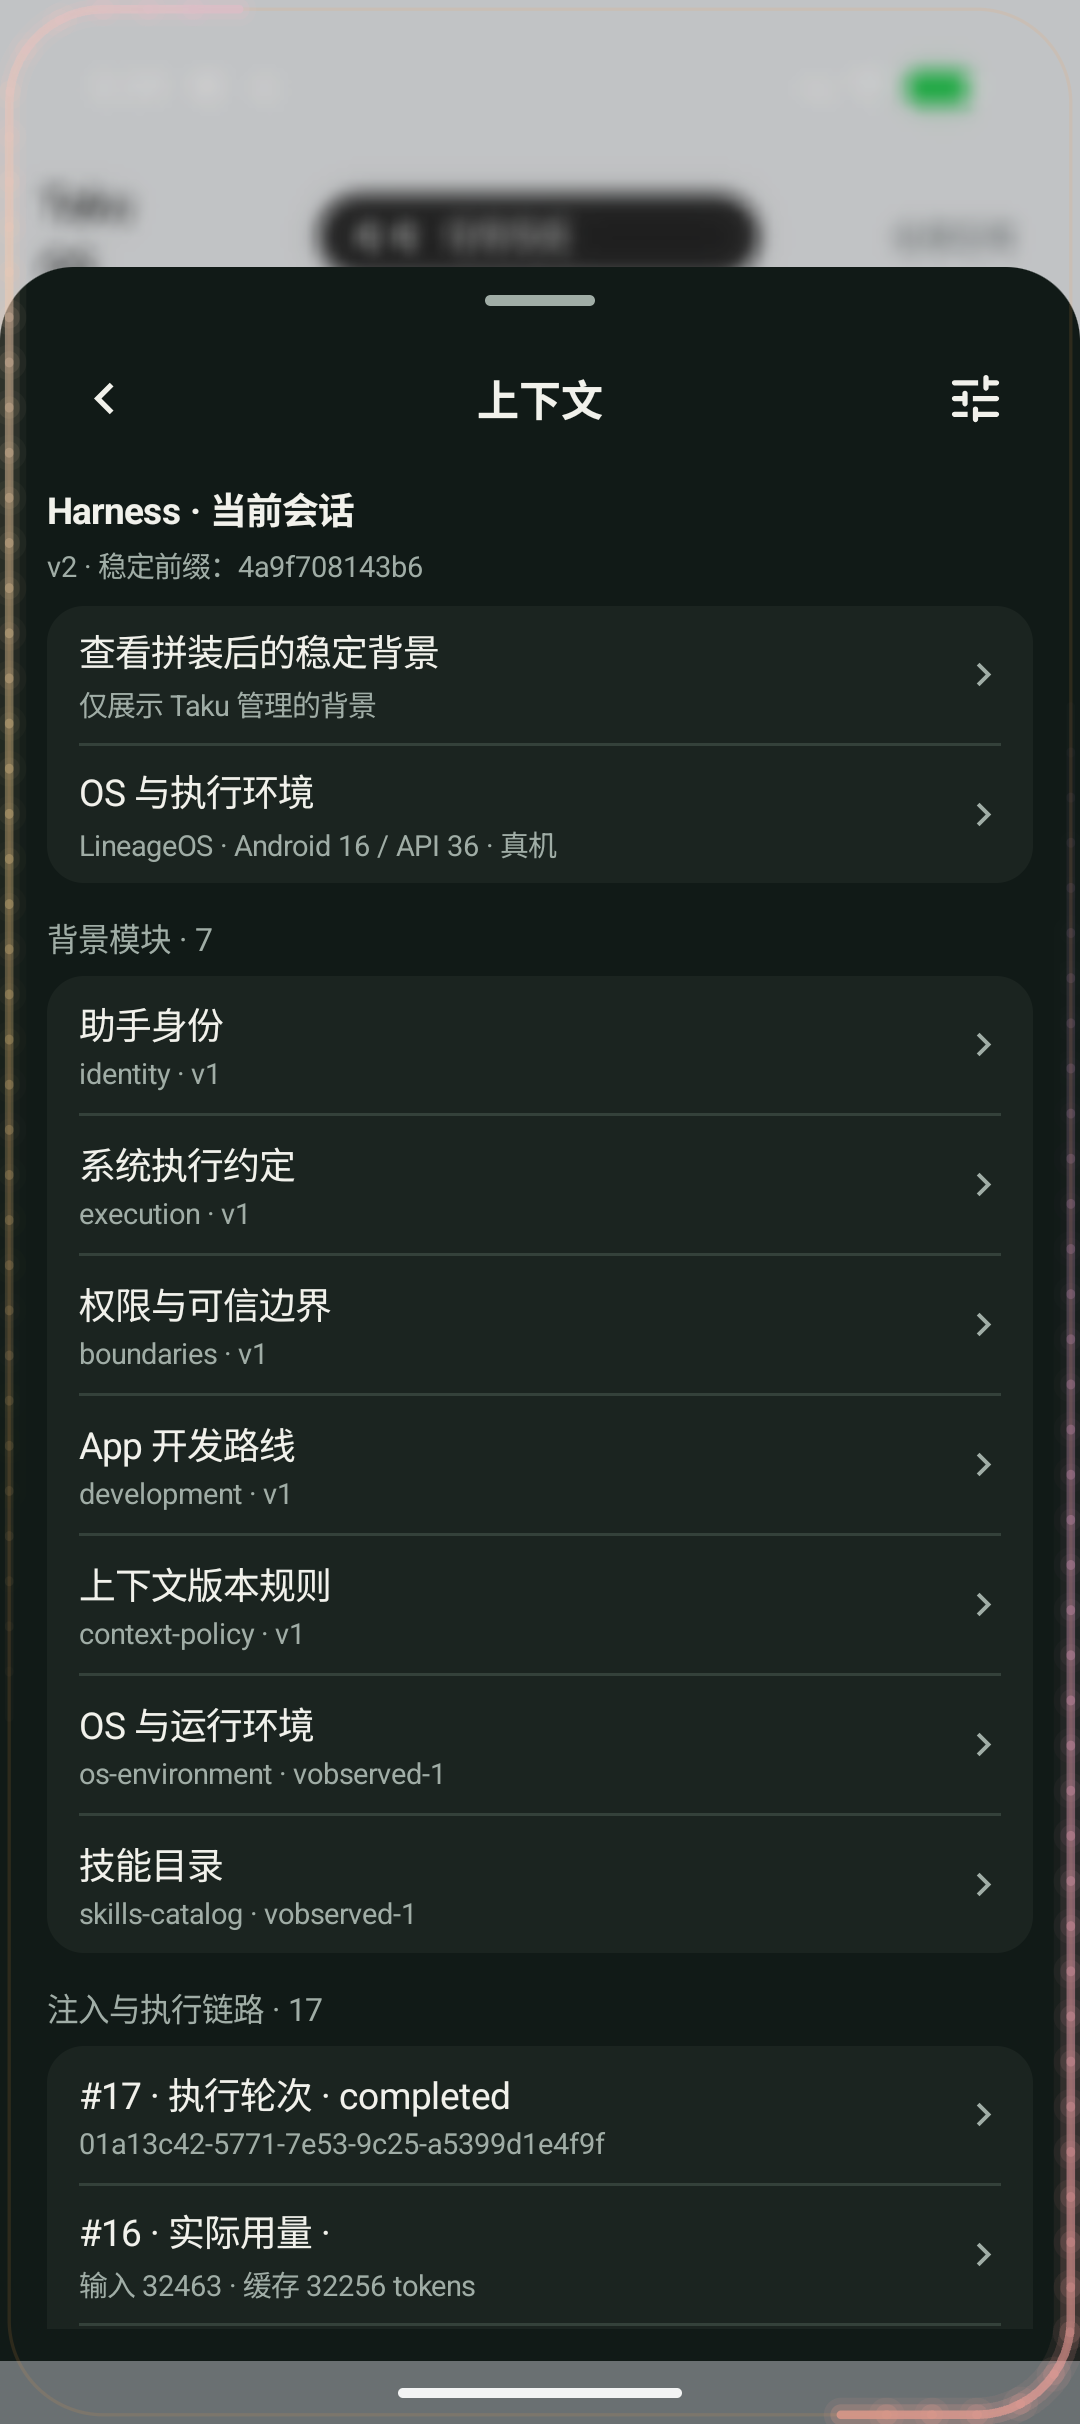 上下文
Harness · 当前会话
v2 · 稳定前缀：4a9f708143b6
查看拼装后的稳定背景
仅展示 Taku 管理的背景
OS 与执行环境
LineageOS · Android 16 / API 36 · 真机
背景模块 · 7
助手身份
identity · v1
系统执行约定
execution · v1
权限与可信边界
boundaries · v1
App 开发路线
development · v1
上下文版本规则
context-policy · v1
OS 与运行环境
os-environment · vobserved-1
技能目录
skills-catalog · vobserved-1
注入与执行链路 · 17
#17 · 执行轮次 · completed
01a13c42-5771-7e53-9c25-a5399d1e4f9f
#16 · 实际用量 ·
输入 32463 · 缓存 32256 tokens